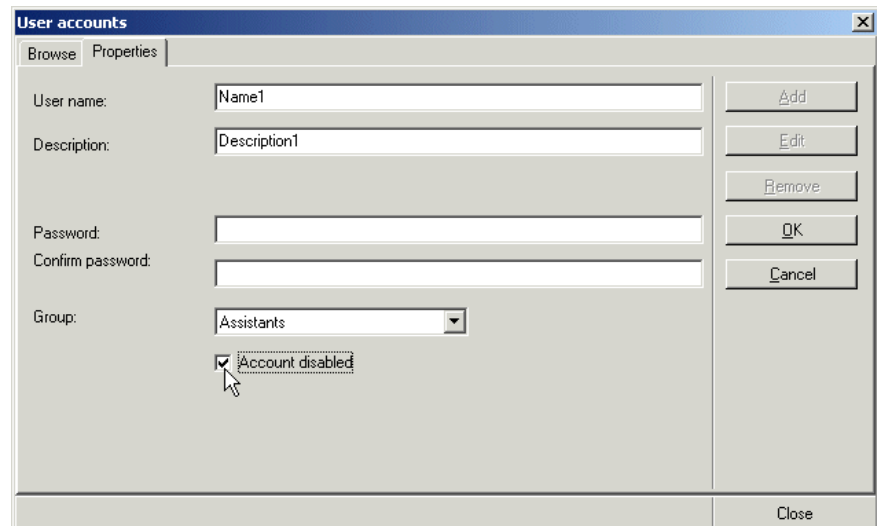 User accounts
Browse Properties
User name: Name1 Add
Description: Description1 Edit
Remove
Password: OK
Confirm password: Cancel
Group: Assistants
Account disabled
Close